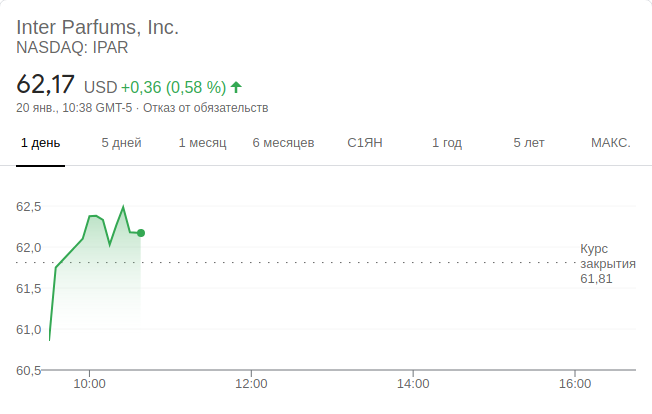 Inter Parfums, Inc.
NASDAQ: IPAR
62,17 USD +0,36 (0,58 %)
20 янв., 10:38 GMT-5 · Отказ от обязательств
1 день 5 дней 1 месяц 6 месяцев С1ЯН 1 год 5 лет МАКС.
62,5
62,0
61,5
61,0
60,5
Курс
закрытия
61,81
10:00 12:00 14:00 16:00